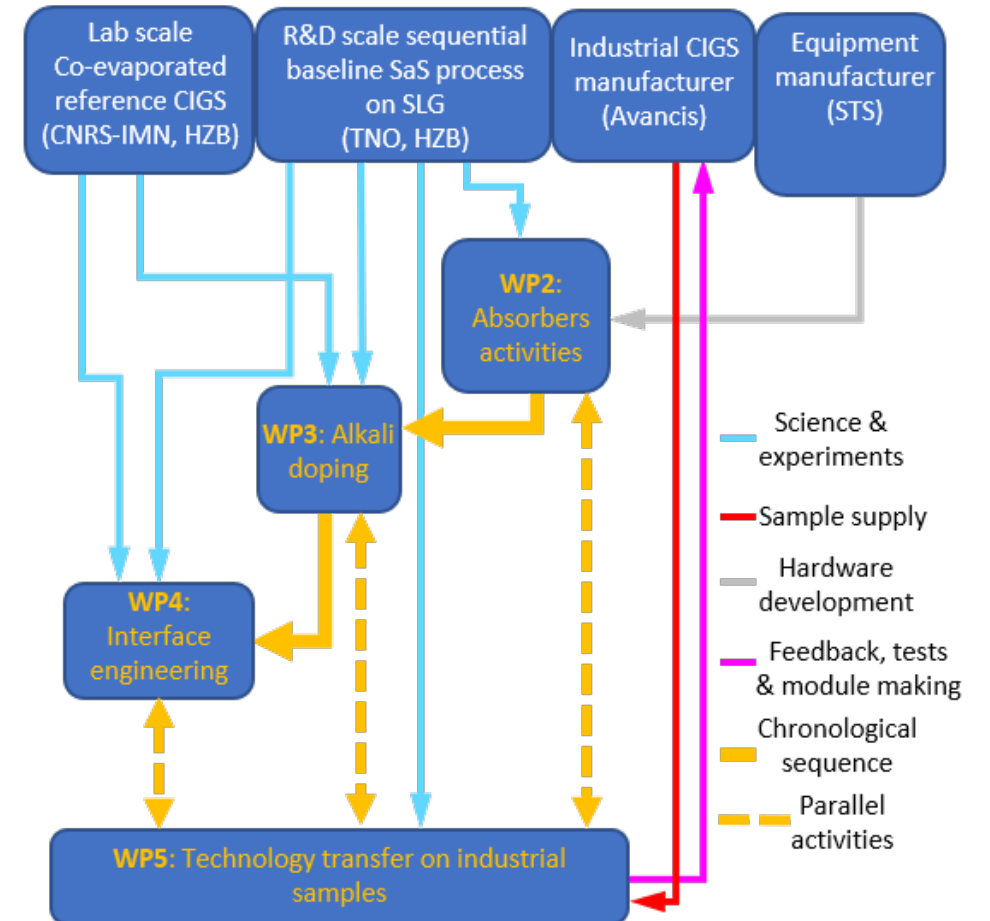 Lab scale
Co-evaporated
reference CIGS
(CNRS-IMN, HZB)
R&D scale sequential
baseline SaS process
on SLG
(TNO, HZB)
Industrial CIGS
manufacturer
(Avancis)
Equipment
manufacturer
(STS)
WP2:
Absorbers
activities
WP3: Alkali
doping
WP4:
Interface
engineering
WP5: Technology transfer on industrial
samples
Science &
experiments
Sample supply
Hardware
development
Feedback, tests
& module making
Chronological
sequence
Parallel
activities